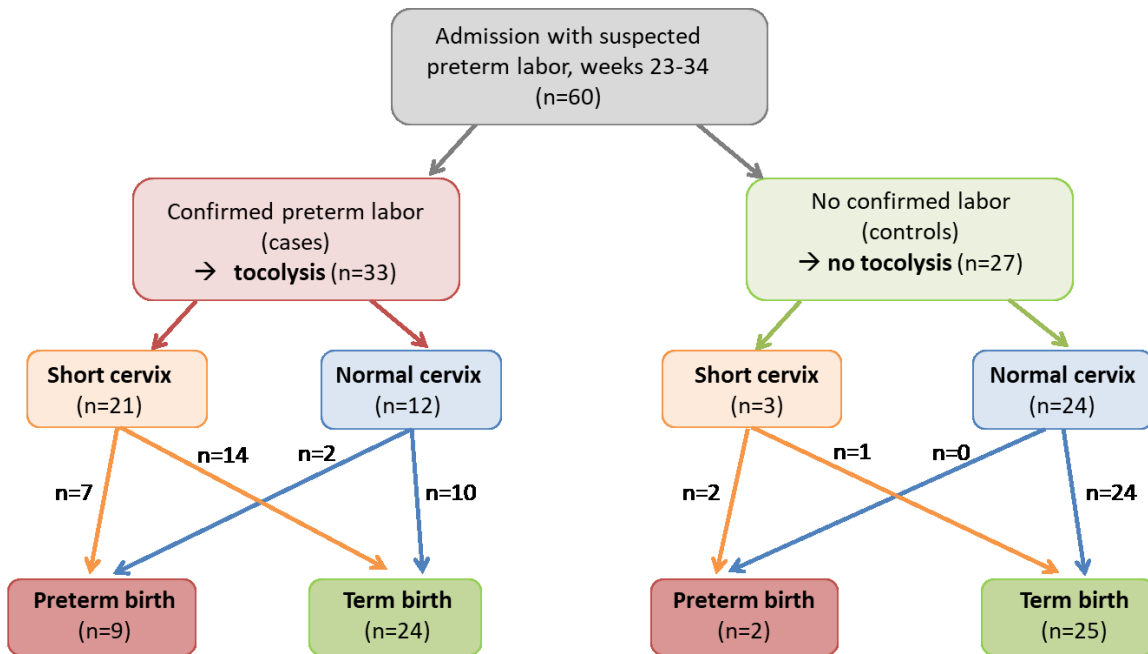 Admission with suspected
preterm labor, weeks 23-34
(n=60)
Confirmed preterm labor
(cases)
→ tocolysis (n=33)
No confirmed labor
(controls)
→ no tocolysis (n=27)
Short cervix
(n=21)
Normal cervix
(n=12)
Short cervix
(n=3)
Normal cervix
(n=24)
n=7
n=14
n=2
n=10
n=2
n=1
n=0
n=24
Preterm birth
(n=9)
Term birth
(n=24)
Preterm birth
(n=2)
Term birth
(n=25)